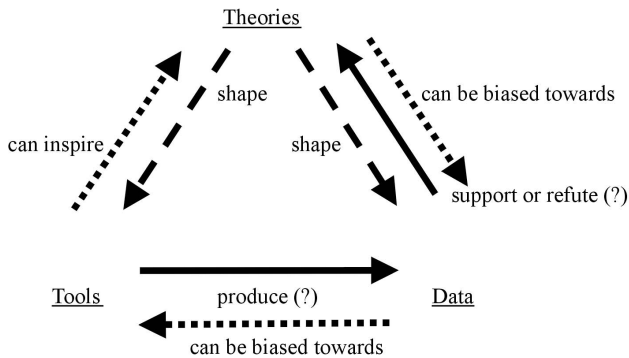 Theories
shape
can be biased towards
can inspire
shape
support or refute (?)
Tools
produce (?)
Data
can be biased towards